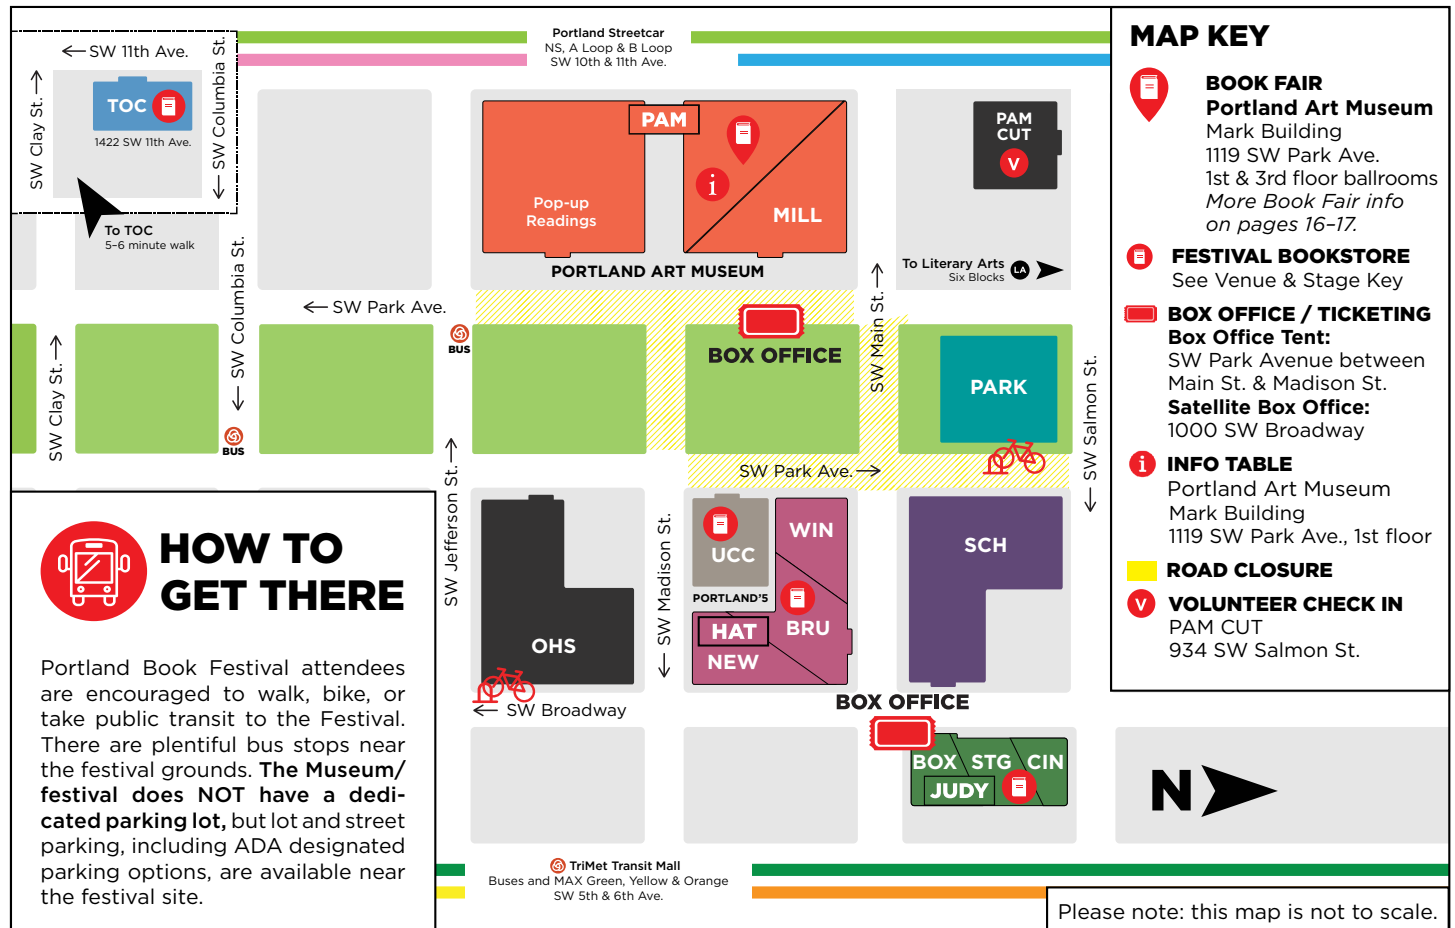 ← SW 11th Ave.
SW Clay St. →
SW Columbia St.
←
TOC
1422 SW 11th Ave.
To TOC
5–6 minute walk
Portland Streetcar
NS, A Loop & B Loop
SW 10th & 11th Ave.
PAM
Pop-up
Readings
i
MILL
PORTLAND ART MUSEUM
PAM
CUT
V
To Literary Arts
Six Blocks
LA
← SW Park Ave.
SW Main St. →
← SW Columbia St.
SW Clay St. →
BUS
BUS
BOX OFFICE
PARK
← SW Salmon St.
SW Park Ave. →
SW Jefferson St. →
← SW Madison St.
OHS
UCC
WIN
PORTLAND'5
HAT
BRU
NEW
SCH
← SW Broadway
BOX OFFICE
BOX
STG
CIN
JUDY
N
TriMet Transit Mall
Buses and MAX Green, Yellow & Orange
SW 5th & 6th Ave.
HOW TO
GET THERE
Portland Book Festival attendees
are encouraged to walk, bike, or
take public transit to the Festival.
There are plentiful bus stops near
the festival grounds. The Museum/
festival does NOT have a dedi-
cated parking lot, but lot and street
parking, including ADA designated
parking options, are available near
the festival site.
MAP KEY
BOOK FAIR
Portland Art Museum
Mark Building
1119 SW Park Ave.
1st & 3rd floor ballrooms
More Book Fair info
on pages 16–17.
FESTIVAL BOOKSTORE
See Venue & Stage Key
BOX OFFICE / TICKETING
Box Office Tent:
SW Park Avenue between
Main St. & Madison St.
Satellite Box Office:
1000 SW Broadway
i INFO TABLE
Portland Art Museum
Mark Building
1119 SW Park Ave., 1st floor
ROAD CLOSURE
V VOLUNTEER CHECK IN
PAM CUT
934 SW Salmon St.
Please note: this map is not to scale.